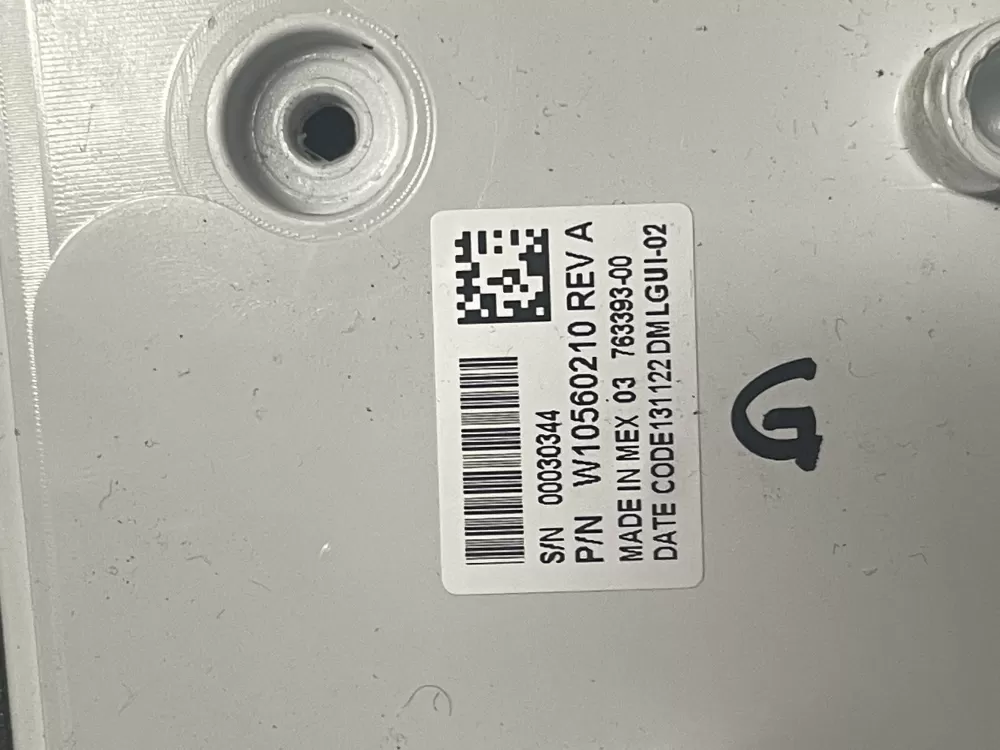 S/N 00030344
P/N W10560210 REV A
MADE IN MEX 03 763393-00
DATE CODE131122DMLGUI-02
G